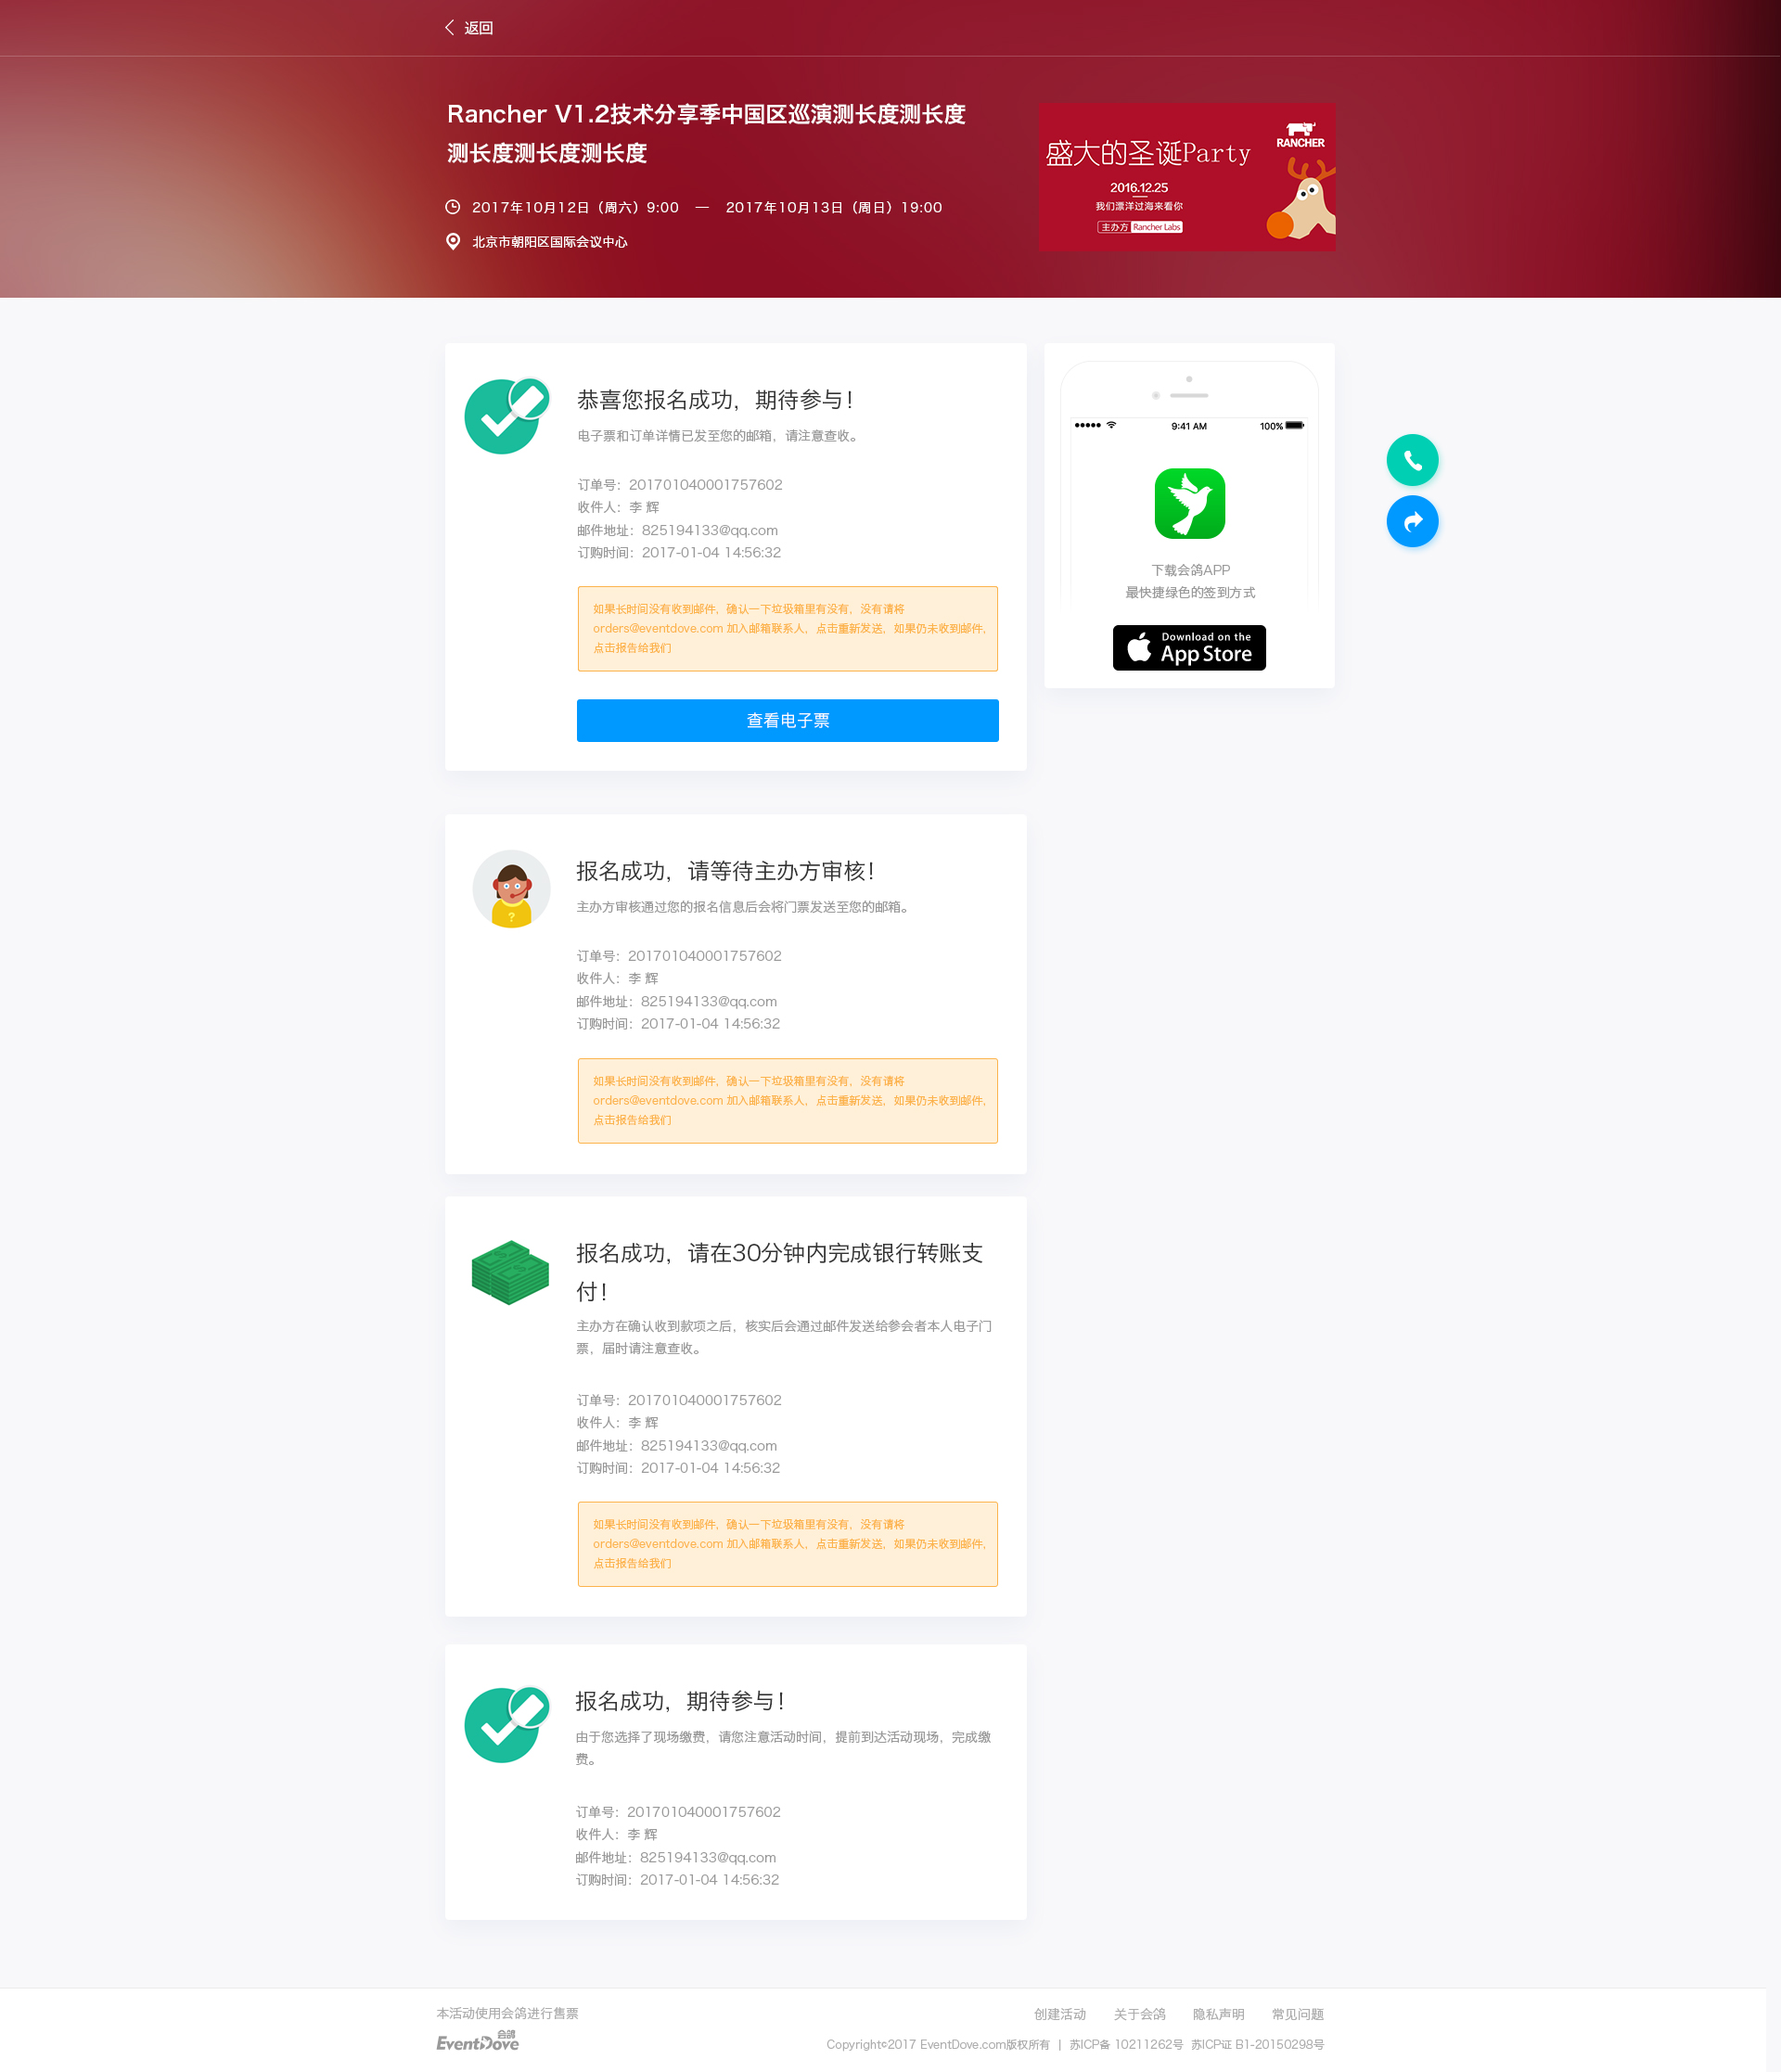 返回
Rancher V1.2技术分享季中国区巡演测长度测长度
测长度测长度测长度
2017年10月12日（周六）9:00 — 2017年10月13日（周日）19:00
北京市朝阳区国际会议中心
RANCHER
盛大的圣诞Party
2016.12.25
我们漂洋过海来看你
主办方 Rancher Labs
恭喜您报名成功，期待参与！
电子票和订单详情已发至您的邮箱，请注意查收。
订单号：201701040001757602
收件人：李 辉
邮件地址：825194133@qq.com
订购时间：2017-01-04 14:56:32
如果长时间没有收到邮件，确认一下垃圾箱里有没有，没有请将
orders@eventdove.com 加入邮箱联系人，点击重新发送，如果仍未收到邮件，
点击报告给我们
查看电子票
9:41 AM
100%
下载会鸽APP
最快捷绿色的签到方式
Download on the
App Store
报名成功，请等待主办方审核！
主办方审核通过您的报名信息后会将门票发送至您的邮箱。
订单号：201701040001757602
收件人：李 辉
邮件地址：825194133@qq.com
订购时间：2017-01-04 14:56:32
如果长时间没有收到邮件，确认一下垃圾箱里有没有，没有请将
orders@eventdove.com 加入邮箱联系人，点击重新发送，如果仍未收到邮件，
点击报告给我们
报名成功，请在30分钟内完成银行转账支
付！
主办方在确认收到款项之后，核实后会通过邮件发送给参会者本人电子门
票，届时请注意查收。
订单号：201701040001757602
收件人：李 辉
邮件地址：825194133@qq.com
订购时间：2017-01-04 14:56:32
如果长时间没有收到邮件，确认一下垃圾箱里有没有，没有请将
orders@eventdove.com 加入邮箱联系人，点击重新发送，如果仍未收到邮件，
点击报告给我们
报名成功，期待参与！
由于您选择了现场缴费，请您注意活动时间，提前到达活动现场，完成缴
费。
订单号：201701040001757602
收件人：李 辉
邮件地址：825194133@qq.com
订购时间：2017-01-04 14:56:32
本活动使用会鸽进行售票
EventDove 会鸽
创建活动 关于会鸽 隐私声明 常见问题
Copyright©2017 EventDove.com版权所有 | 苏ICP备 10211262号 苏ICP证 B1-20150298号